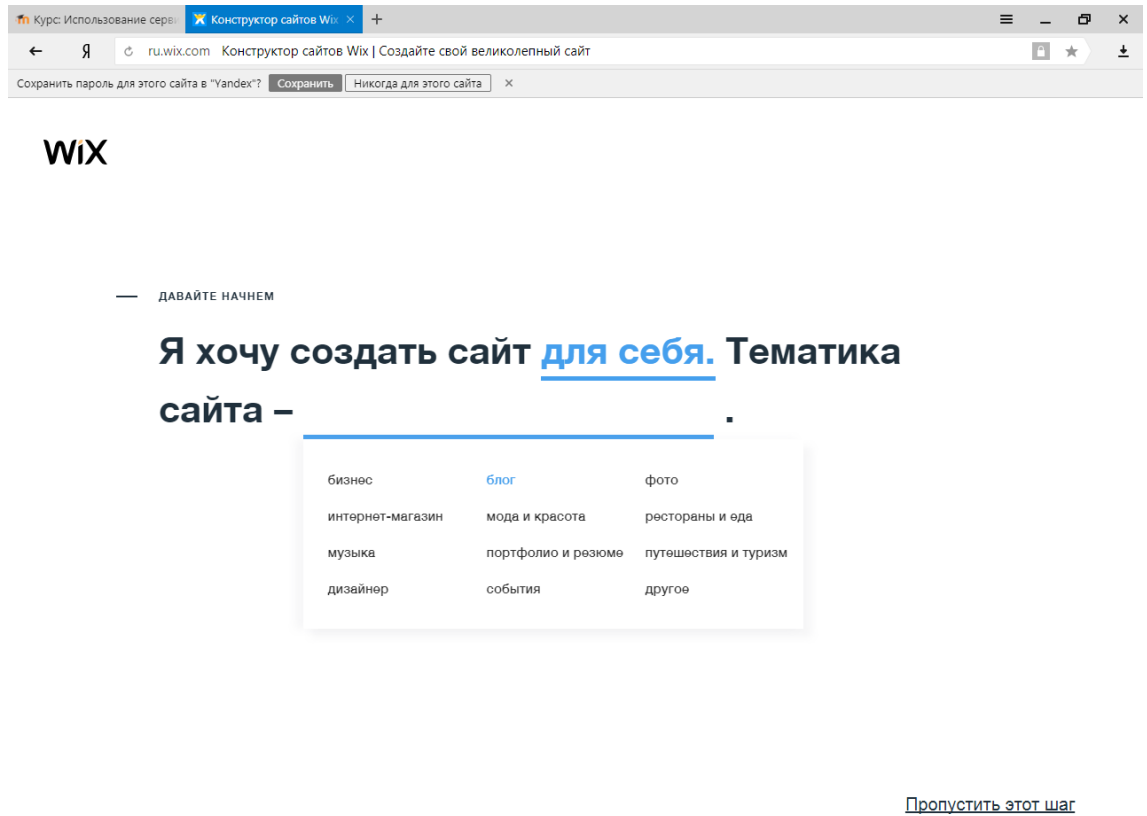 Курс: Использование серв
Конструктор сайтов Wix
ru.wix.com Конструктор сайтов Wix | Создайте свой великолепный сайт
Сохранить пароль для этого сайта в "Yandex"? Сохранить Никогда для этого сайта
WiX
ДАВАЙТЕ НАЧНЕМ
Я хочу создать сайт для себя. Тематика
сайта – .
бизнес блог фото
интернет-магазин мода и красота рестораны и еда
музыка портфолио и резюме путешествия и туризм
дизайнер события другое
Пропустить этот шаг